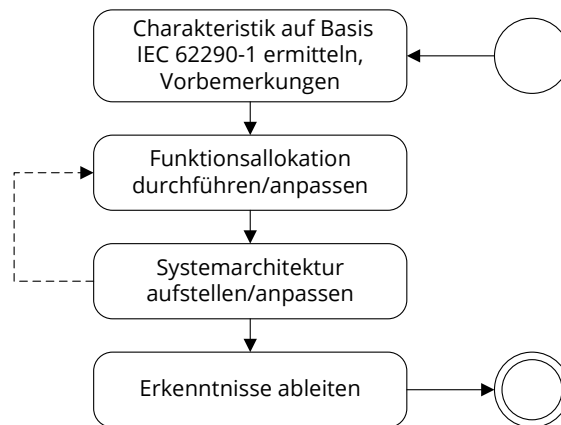 Charakteristik auf Basis
IEC 62290-1 ermitteln,
Vorbemerkungen
Funktionsallokation
durchführen/anpassen
Systemarchitektur
aufstellen/anpassen
Erkenntnisse ableiten